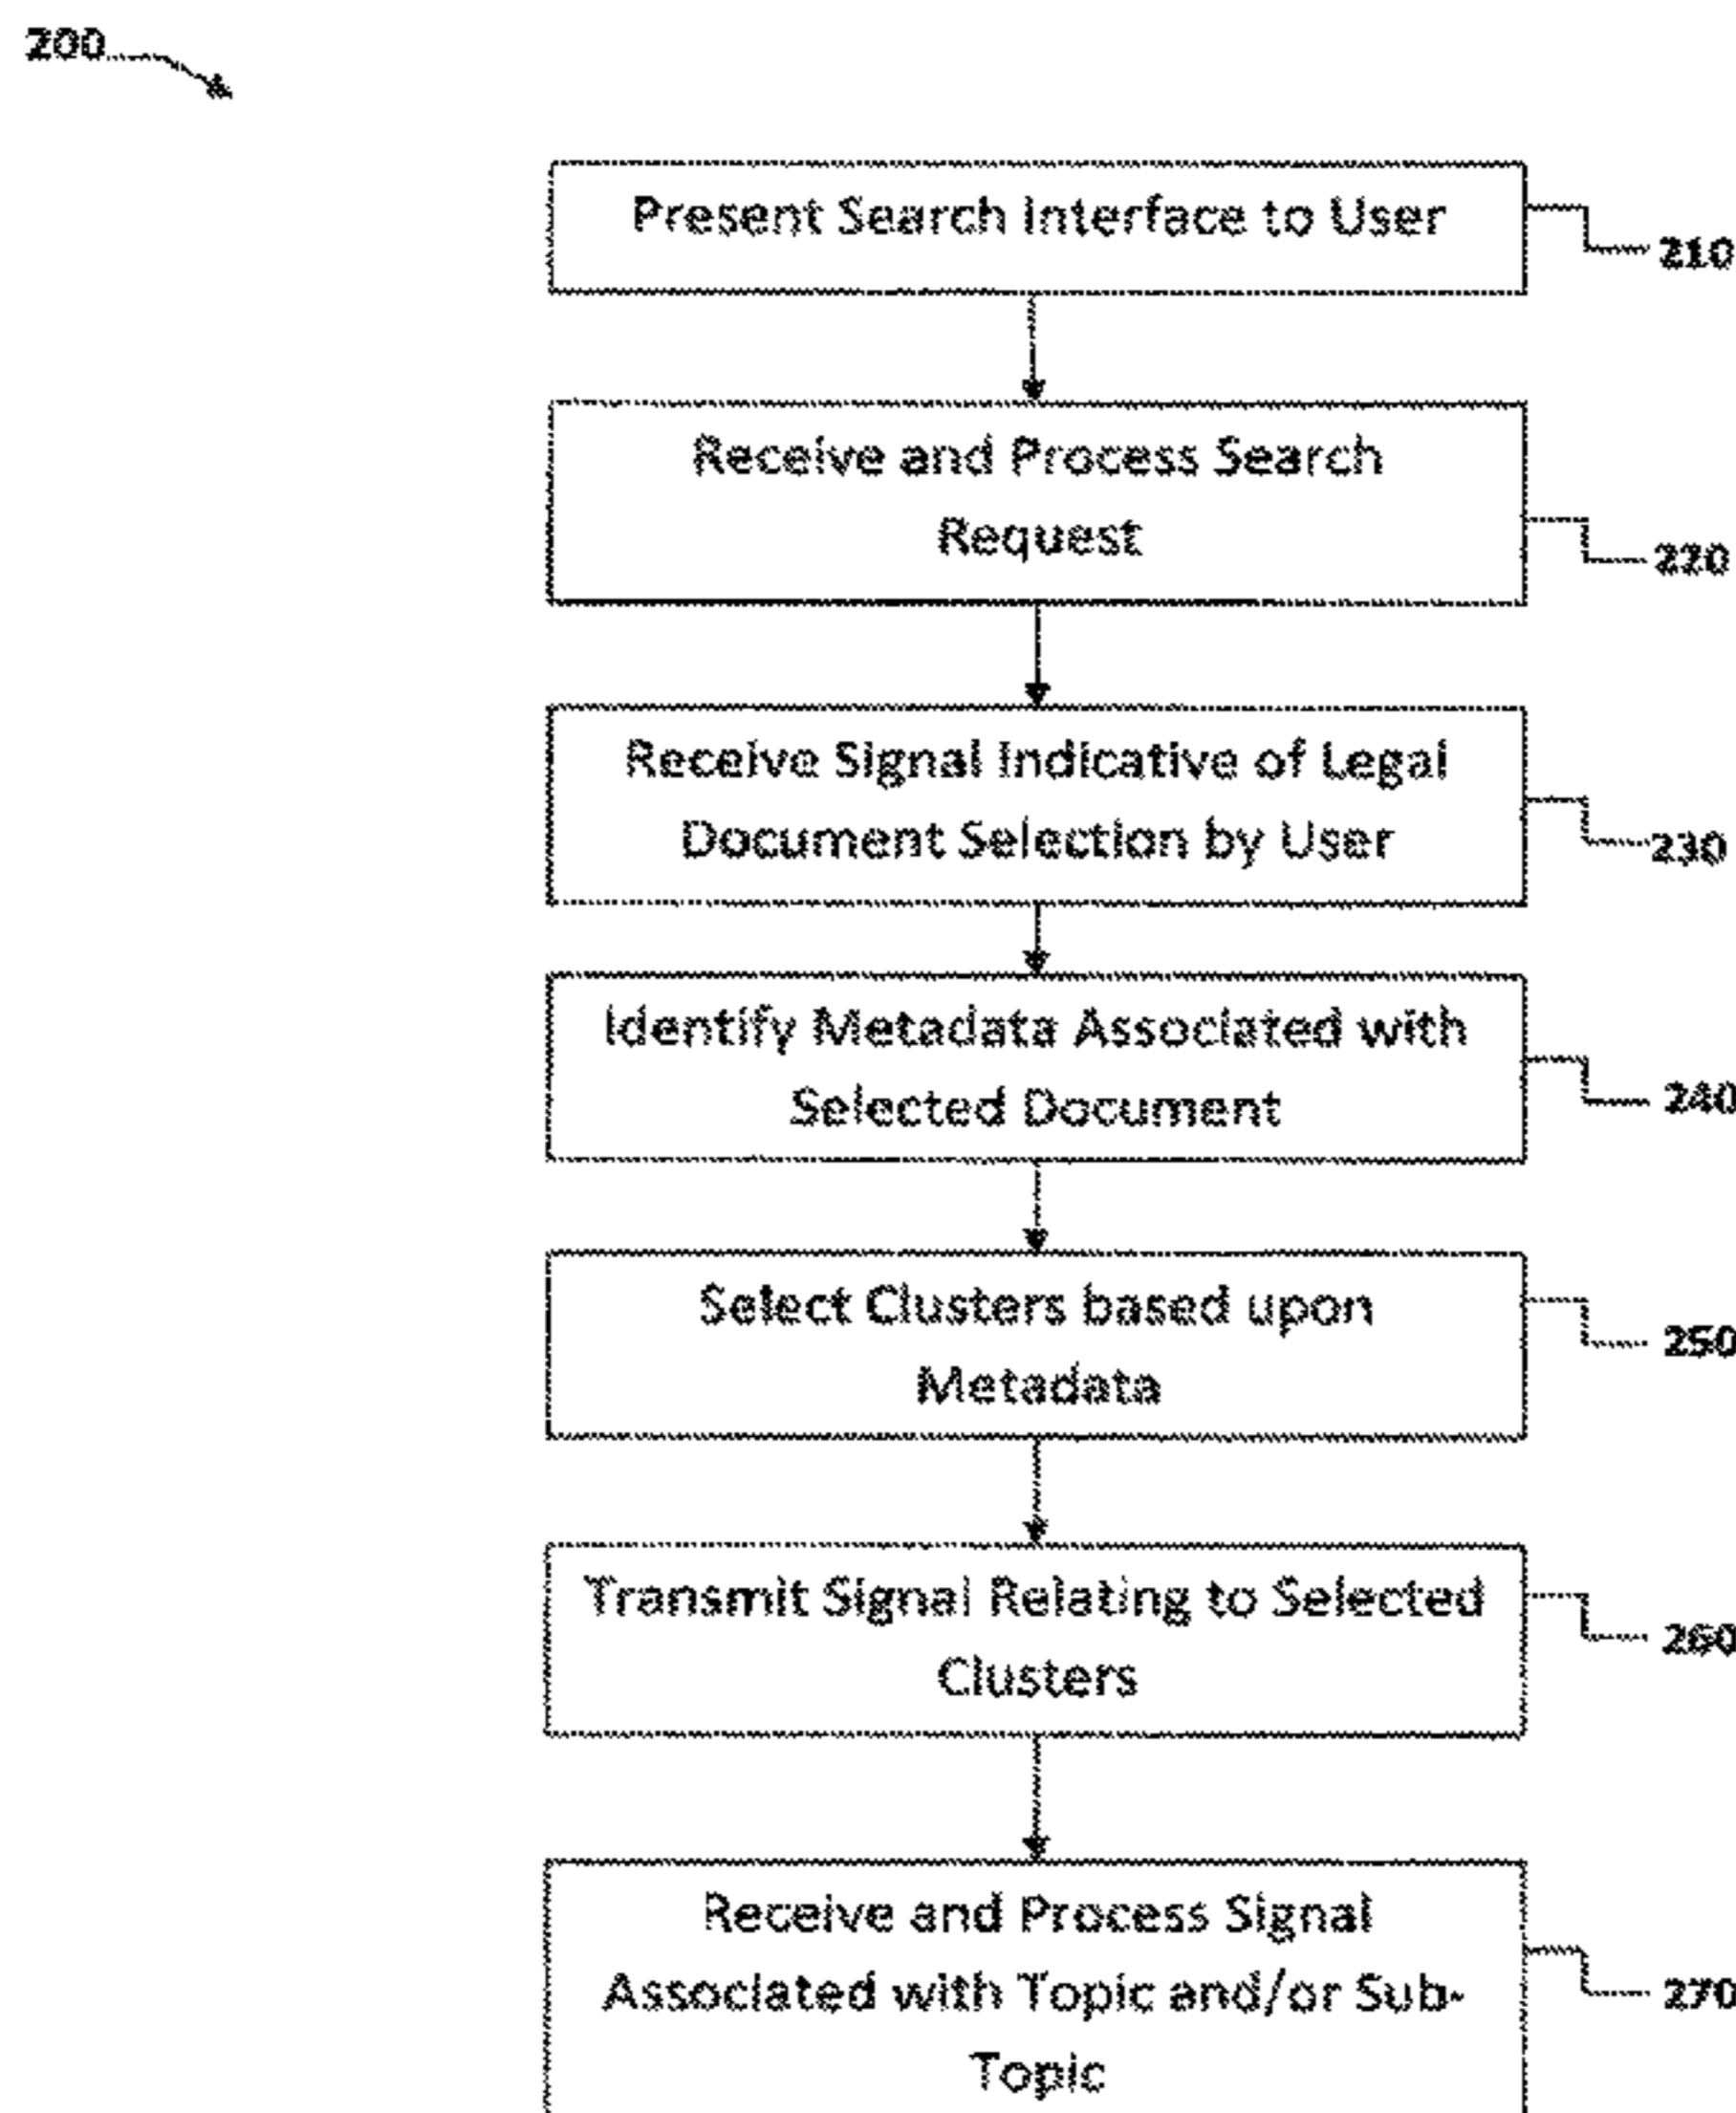 200
Present Search Interface to User
210
Receive and Process Search
Request
220
Receive Signal Indicative of Legal
Document Selection by User
230
Identify Metadata Associated with
Selected Document
240
Select Clusters based upon
Metadata
250
Transmit Signal Relating to Selected
Clusters
260
Receive and Process Signal
Associated with Topic and/or Sub-
Topic
270